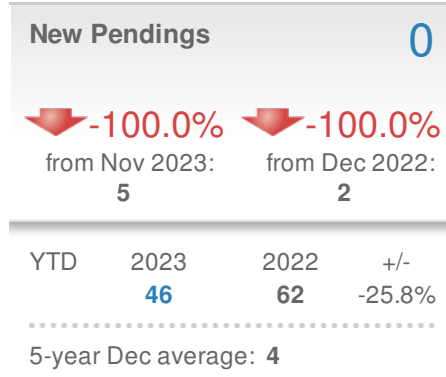 New Pendings 0
-100.0% -100.0%
from Nov 2023: from Dec 2022:
5 2
YTD 2023 2022 +/-
46 62 -25.8%
5-year Dec average: 4